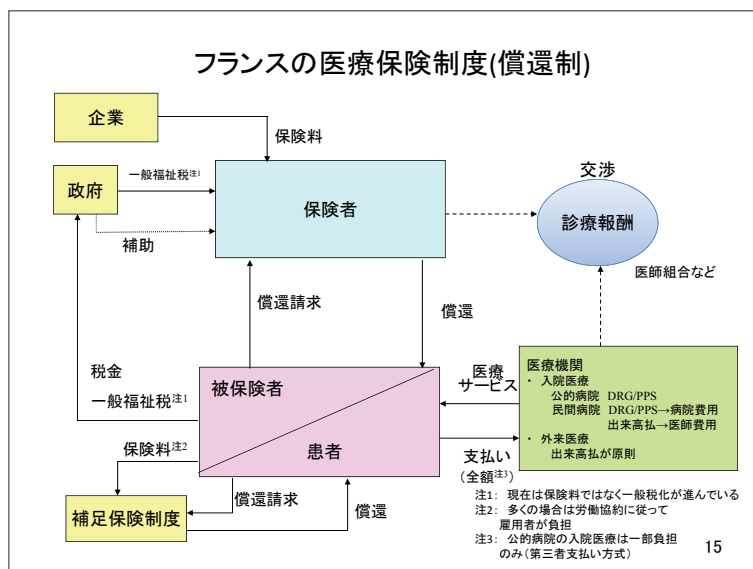 フランスの医療保険制度(償還制)
企業
保険料
政府
一般福祉税注1
補助
保険者
交渉
診療報酬
医師組合など
償還請求
償還
税金
一般福祉税注1
被保険者
患者
医療
サービス
支払い
(全額注3)
医療機関
・ 入院医療
公的病院 DRG/PPS
民間病院 DRG/PPS→病院費用
出来高払→医師費用
・ 外来医療
出来高払が原則
保険料注2
償還請求
償還
補足保険制度
注1: 現在は保険料ではなく一般税化が進んでいる
注2: 多くの場合は労働協約に従って
雇用者が負担
注3: 公的病院の入院医療は一部負担
のみ(第三者支払い方式)
15